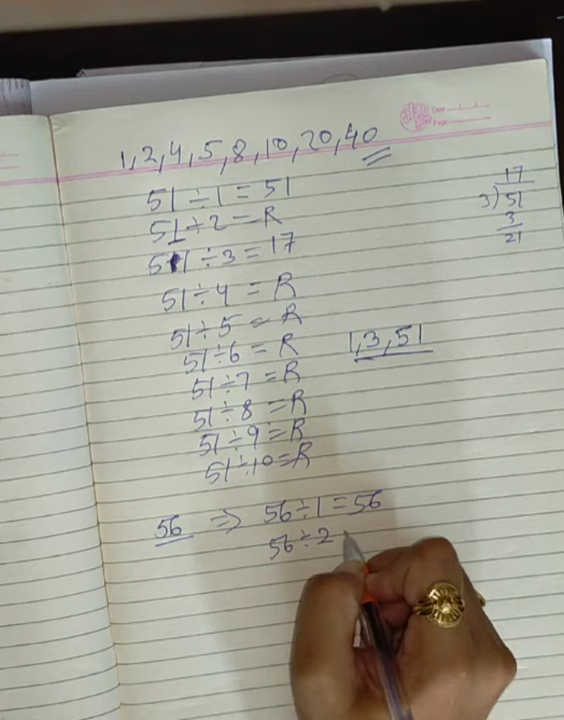 Date
1,2,4,5,8,10,20,40
51÷1=51
51÷2=R
51÷3=17
51÷4=R
51÷5=R
51÷6=R
51÷7=R
51÷8=R
51÷9=R
51÷10=R
17
3)51
3
21
1,3,51
56 ⇒ 56÷1=56
56÷2